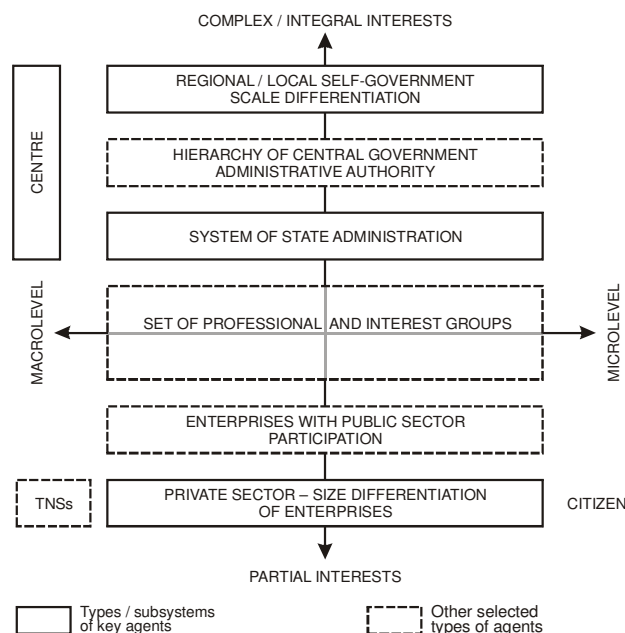 COMPLEX / INTEGRAL INTERESTS
REGIONAL / LOCAL SELF-GOVERNMENT
SCALE DIFFERENTIATION
CENTRE
HIERARCHY OF CENTRAL GOVERNMENT
ADMINISTRATIVE AUTHORITY
SYSTEM OF STATE ADMINISTRATION
MACROLEVEL
SET OF PROFESSIONAL AND INTEREST GROUPS
MICROLEVEL
ENTERPRISES WITH PUBLIC SECTOR
PARTICIPATION
TNSs
PRIVATE SECTOR – SIZE DIFFERENTIATION
OF ENTERPRISES
CITIZEN
PARTIAL INTERESTS
Types / subsystems
of key agents
Other selected
types of agents